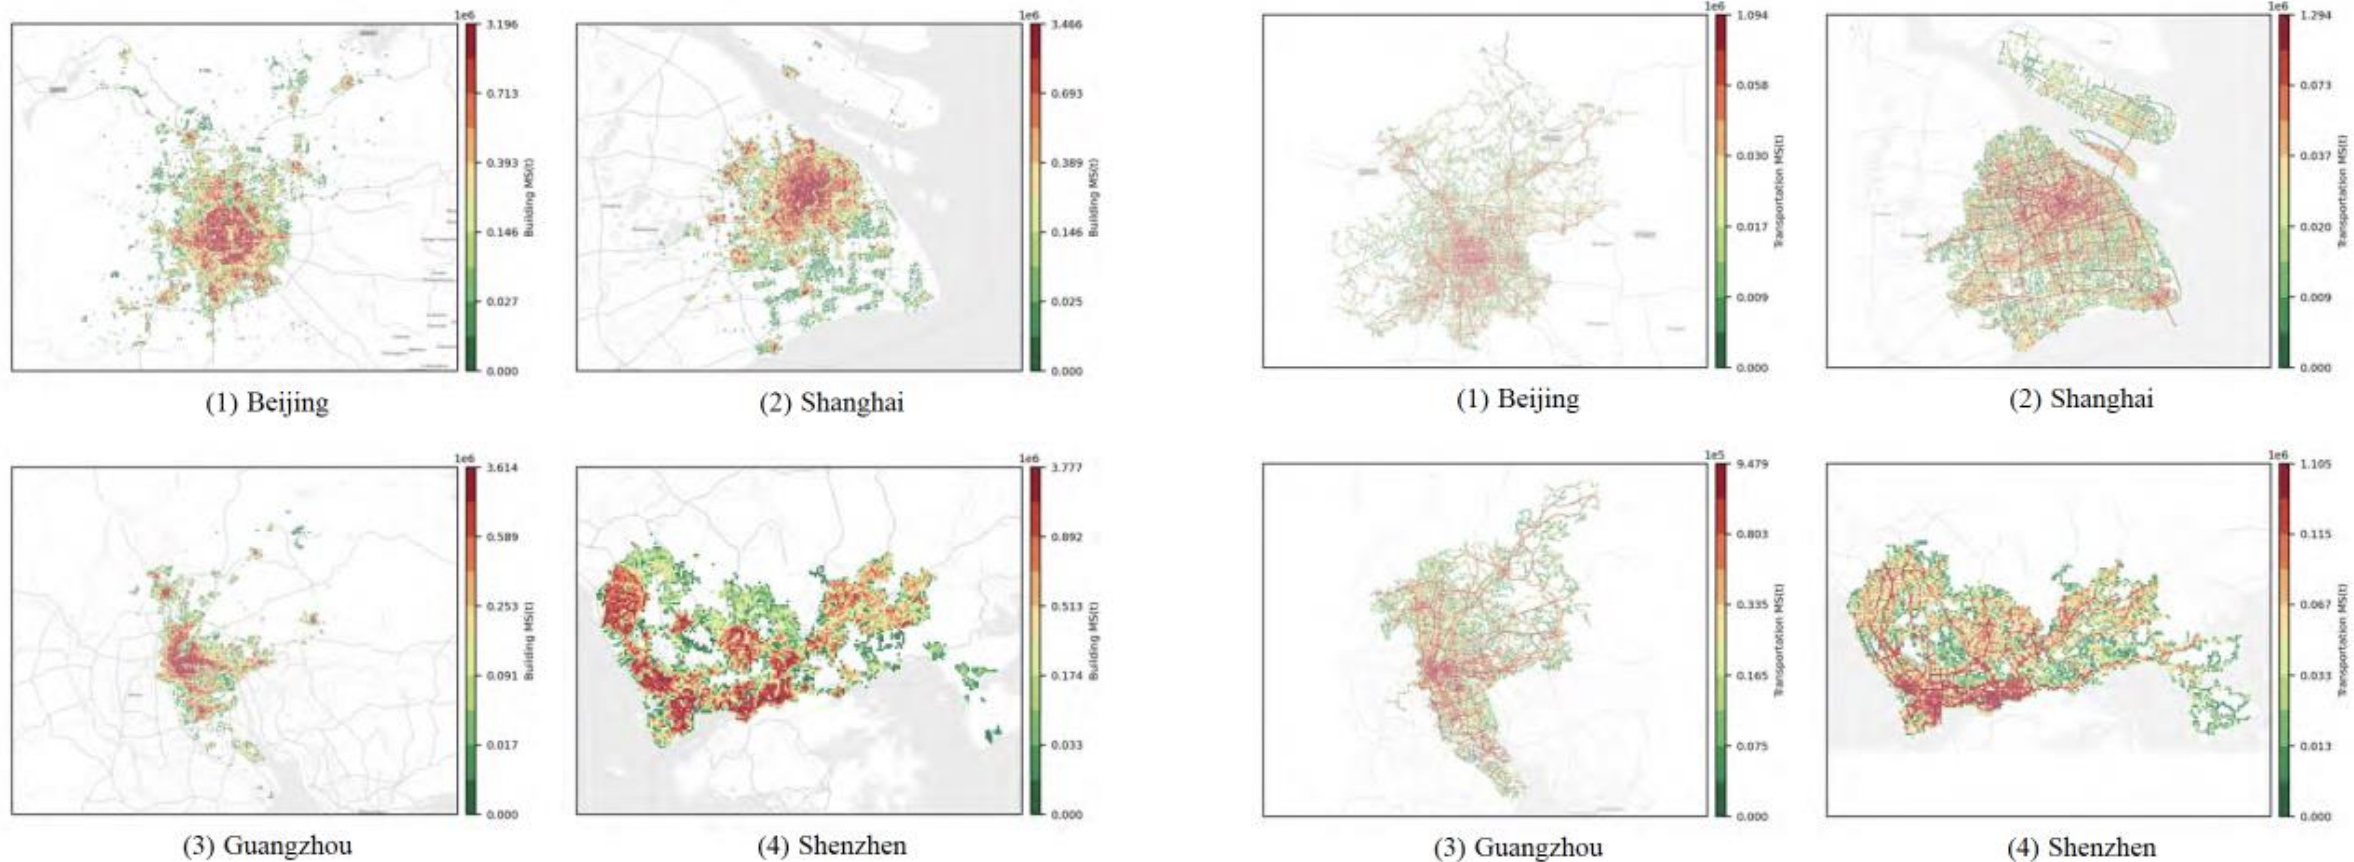 1e6
3.196
0.713
0.393
0.146
0.027
0.000
Building MS(t)
(1) Beijing
1e6
3.466
0.693
0.389
0.146
0.025
0.000
Building MS(t)
(2) Shanghai
1e6
1.094
0.058
0.030
0.017
0.009
0.000
Transportation MS(t)
(1) Beijing
1e6
1.294
0.073
0.037
0.020
0.009
0.000
Transportation MS(t)
(2) Shanghai
1e6
3.614
0.589
0.253
0.091
0.017
0.000
Building MS(t)
(3) Guangzhou
1e6
3.777
0.892
0.513
0.174
0.033
0.000
Building MS(t)
(4) Shenzhen
1e5
9.479
0.803
0.335
0.165
0.075
0.000
Transportation MS(t)
(3) Guangzhou
1e6
1.105
0.115
0.067
0.033
0.013
0.000
Transportation MS(t)
(4) Shenzhen